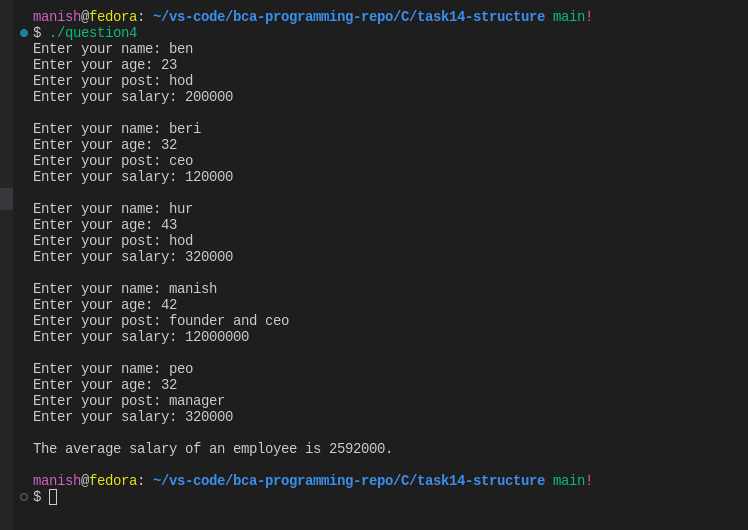 manish@fedora: ~/vs-code/bca-programming-repo/C/task14-structure main!
$ ./question4
Enter your name: ben
Enter your age: 23
Enter your post: hod
Enter your salary: 200000
Enter your name: beri
Enter your age: 32
Enter your post: ceo
Enter your salary: 120000
Enter your name: hur
Enter your age: 43
Enter your post: hod
Enter your salary: 320000
Enter your name: manish
Enter your age: 42
Enter your post: founder and ceo
Enter your salary: 12000000
Enter your name: peo
Enter your age: 32
Enter your post: manager
Enter your salary: 320000
The average salary of an employee is 2592000.
manish@fedora: ~/vs-code/bca-programming-repo/C/task14-structure main!
$